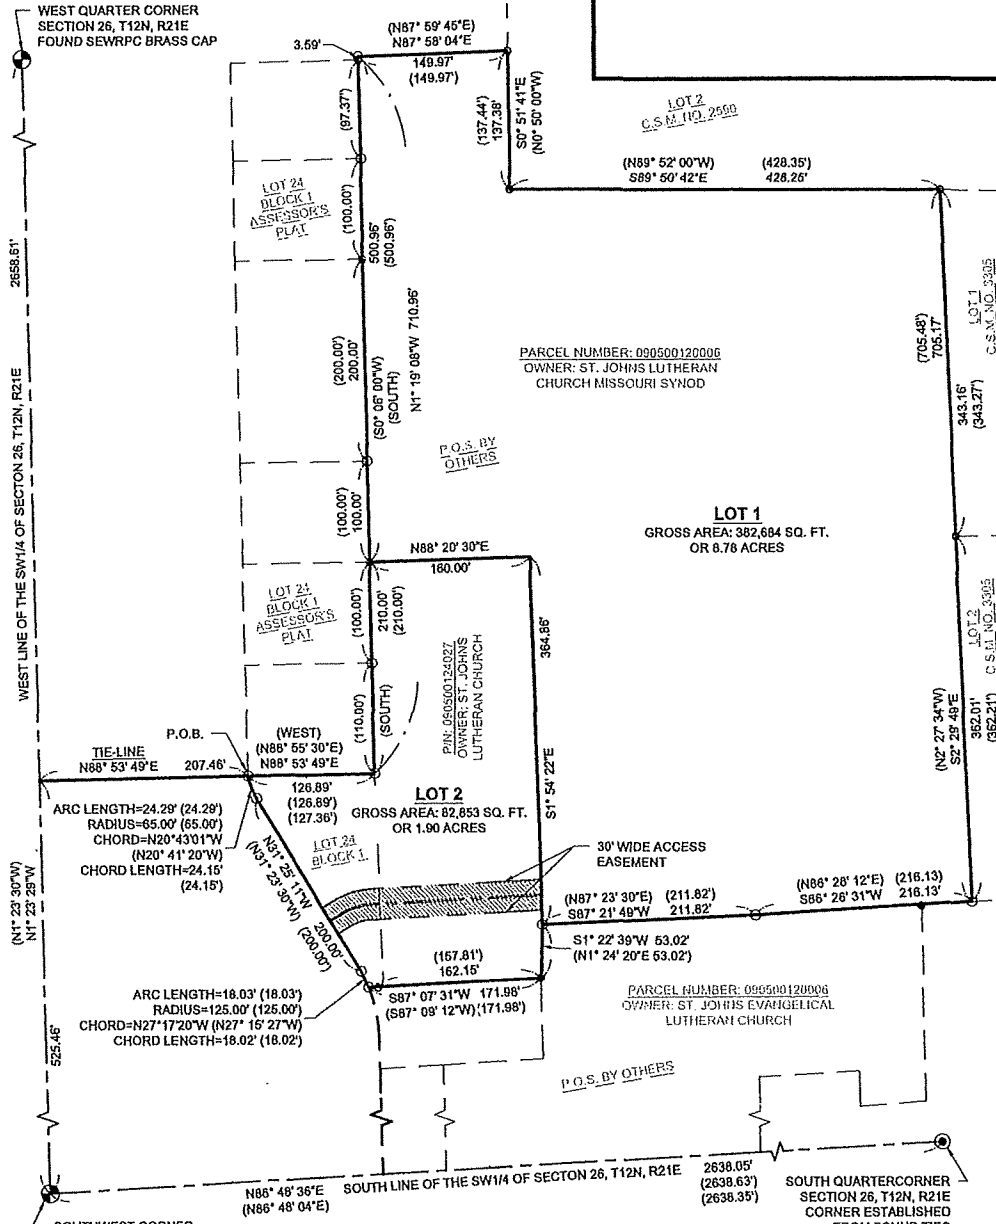 WEST QUARTER CORNER
SECTION 26, T12N, R21E
FOUND SEWRPC BRASS CAP
3.59'
(N87° 59' 45"E)
N87° 58' 04"E
149.97'
(149.97')
(137.44')
137.38'
S0° 51' 41"E
(N0° 50' 00"W)
LOT 2
C.S.M. NO. 2590
(N89° 52' 00"W) (428.35')
S89° 50' 42"E 428.25'
(97.37')
(100.00')
LOT 24
BLOCK 1
ASSESSOR'S
PLAT
500.96'
(500.96')
2658.61'
WEST LINE OF THE SW1/4 OF SECTON 26, T12N, R21E
(200.00')
200.00'
(S0° 06' 00"W)
(SOUTH)
N1° 19' 08"W 710.96'
PARCEL NUMBER: 090500120006
OWNER: ST. JOHNS LUTHERAN
CHURCH MISSOURI SYNOD
(705.48')
705.17'
LOT 1
C.S.M. NO. 3305
343.16'
(343.27')
P.O.S. BY
OTHERS
(100.00')
100.00'
LOT 1
GROSS AREA: 382,684 SQ. FT.
OR 8.78 ACRES
N88° 20' 30"E
160.00'
LOT 24
BLOCK 1
ASSESSOR'S
PLAT
(100.00')
210.00'
(210.00')
(110.00')
(SOUTH)
PIN: 090500124027
OWNER: ST. JOHNS
LUTHERAN CHURCH
364.86'
S1° 54' 22"E
LOT 2
C.S.M. NO. 3305
(N2° 27' 34"W)
S2° 29' 49"E
362.01'
(362.21')
P.O.B.
TIE-LINE
N88° 53' 49"E 207.46'
(WEST)
(N88° 55' 30"E)
N88° 53' 49"E
126.89'
(126.89')
(127.36')
LOT 2
GROSS AREA: 82,853 SQ. FT.
OR 1.90 ACRES
ARC LENGTH=24.29' (24.29')
RADIUS=65.00' (65.00')
CHORD=N20°43'01"W
(N20° 41' 20"W)
CHORD LENGTH=24.15'
(24.15')
LOT 24
BLOCK 1
N31° 25' 11"W 200.00'
(N31° 23' 30"W) (200.00')
30' WIDE ACCESS
EASEMENT
(N87° 23' 30"E) (211.82')
S87° 21' 49"W 211.82'
(N86° 28' 12"E) (216.13)
S86° 26' 31"W 216.13'
S1° 22' 39"W 53.02'
(N1° 24' 20"E 53.02')
(N1° 23' 30"W)
N1° 23' 29"W
525.46'
(157.81')
162.15'
S87° 07' 31"W 171.98'
(S87° 09' 12"W)(171.98')
ARC LENGTH=18.03' (18.03')
RADIUS=125.00' (125.00')
CHORD=N27°17'20"W (N27° 15' 27"W)
CHORD LENGTH=18.02' (18.02')
PARCEL NUMBER: 090500120006
OWNER: ST. JOHNS EVANGELICAL
LUTHERAN CHURCH
P.O.S. BY OTHERS
N86° 48' 36"E
(N86° 48' 04"E)
SOUTH LINE OF THE SW1/4 OF SECTON 26, T12N, R21E
2638.05'
(2638.63')
(2638.35')
SOUTH QUARTERCORNER
SECTION 26, T12N, R21E
CORNER ESTABLISHED
SOUTHWEST CORNER